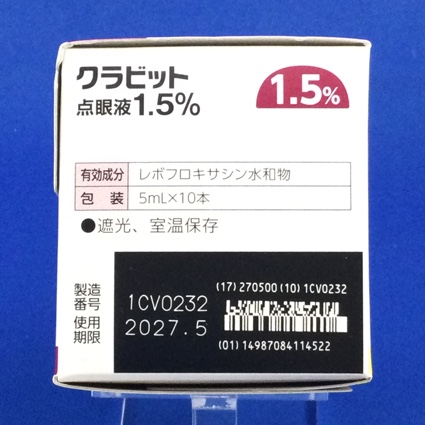 クラビット
点眼液1.5%
1.5%
有効成分 レボフロキサシン水和物
包装 5mL×10本
●遮光、室温保存
製造番号 1CV0232
使用期限 2027.5
(17) 270500 (10) 1CV0232
(01) 14987084114522